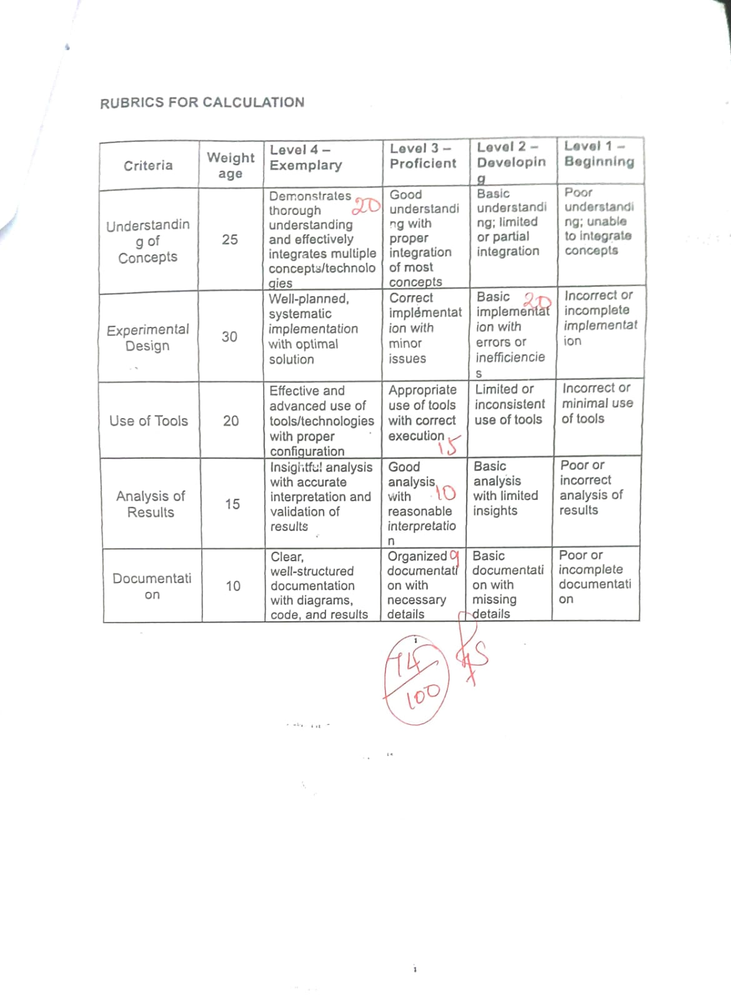 RUBRICS FOR CALCULATION
Criteria
Weight
age
Level 4 –
Exemplary
Level 3 –
Proficient
Level 2 –
Developin
g
Level 1 –
Beginning
Understandin
g of
Concepts
25
Demonstrates
thorough
understanding
and effectively
integrates multiple
concepts/technolo
gies
20
Good
understandi
ng with
proper
integration
of most
concepts
Basic
understandi
ng; limited
or partial
integration
Poor
understandi
ng; unable
to integrate
concepts
Experimental
Design
30
Well-planned,
systematic
implementation
with optimal
solution
Correct
implementat
ion with
minor
issues
Basic
implementat
ion with
errors or
inefficiencie
s
20
Incorrect or
incomplete
implementat
ion
Use of Tools
20
Effective and
advanced use of
tools/technologies
with proper
configuration
Appropriate
use of tools
with correct
execution
15
Limited or
inconsistent
use of tools
Incorrect or
minimal use
of tools
Analysis of
Results
15
Insightful analysis
with accurate
interpretation and
validation of
results
Good
analysis
with
reasonable
interpretatio
n
10
Basic
analysis
with limited
insights
Poor or
incorrect
analysis of
results
Documentati
on
10
Clear,
well-structured
documentation
with diagrams,
code, and results
Organized
documentati
on with
necessary
details
9
Basic
documentati
on with
missing
details
Poor or
incomplete
documentati
on
1
74
100
1